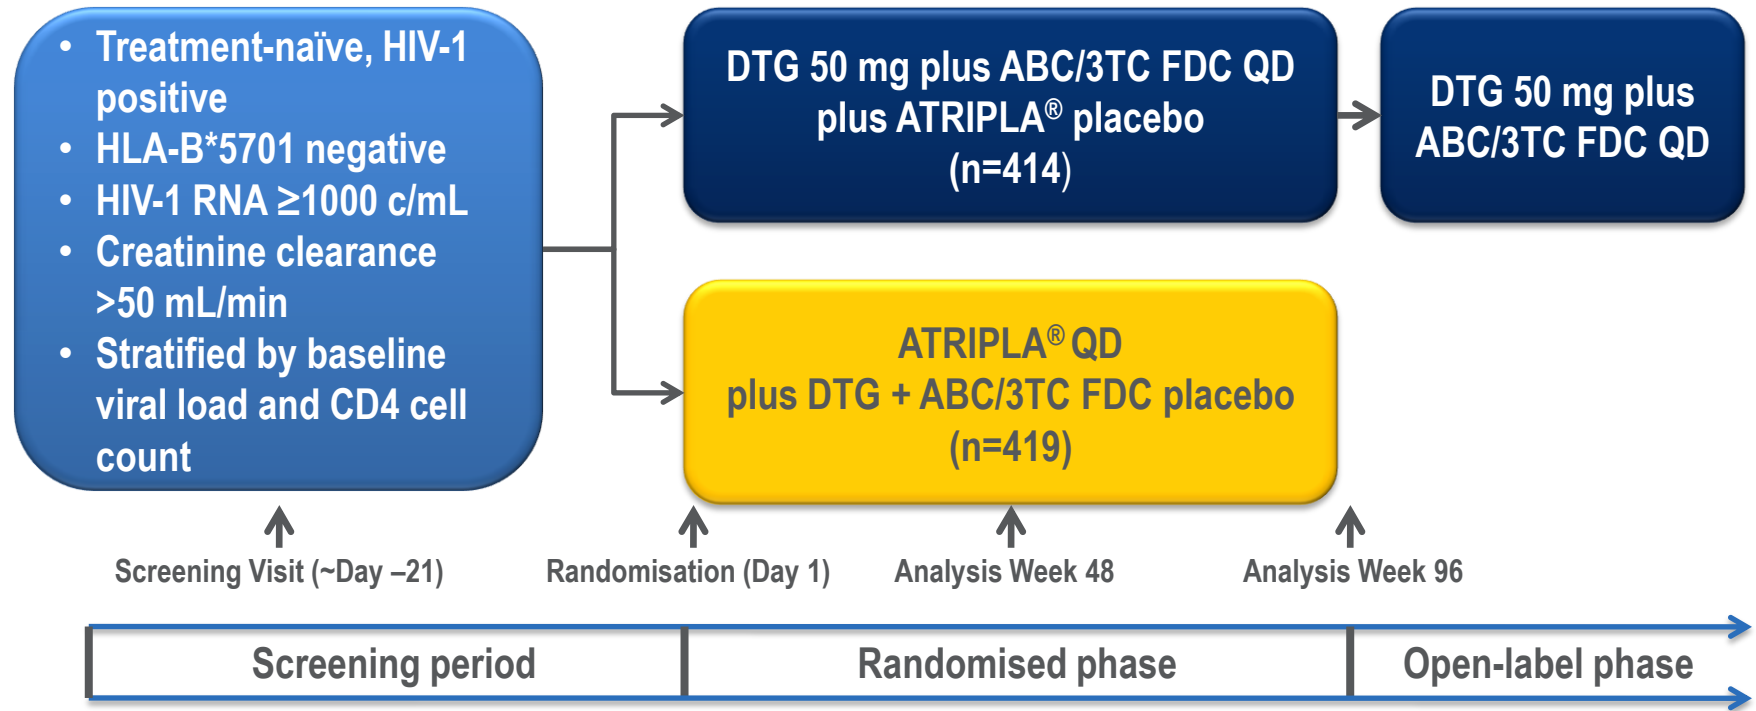 • Treatment-naïve, HIV-1
positive
• HLA-B*5701 negative
• HIV-1 RNA ≥1000 c/mL
• Creatinine clearance
>50 mL/min
• Stratified by baseline
viral load and CD4 cell
count
DTG 50 mg plus ABC/3TC FDC QD
plus ATRIPLA® placebo
(n=414)
DTG 50 mg plus
ABC/3TC FDC QD
ATRIPLA® QD
plus DTG + ABC/3TC FDC placebo
(n=419)
Screening Visit (~Day –21)
Randomisation (Day 1)
Analysis Week 48
Analysis Week 96
Screening period
Randomised phase
Open-label phase